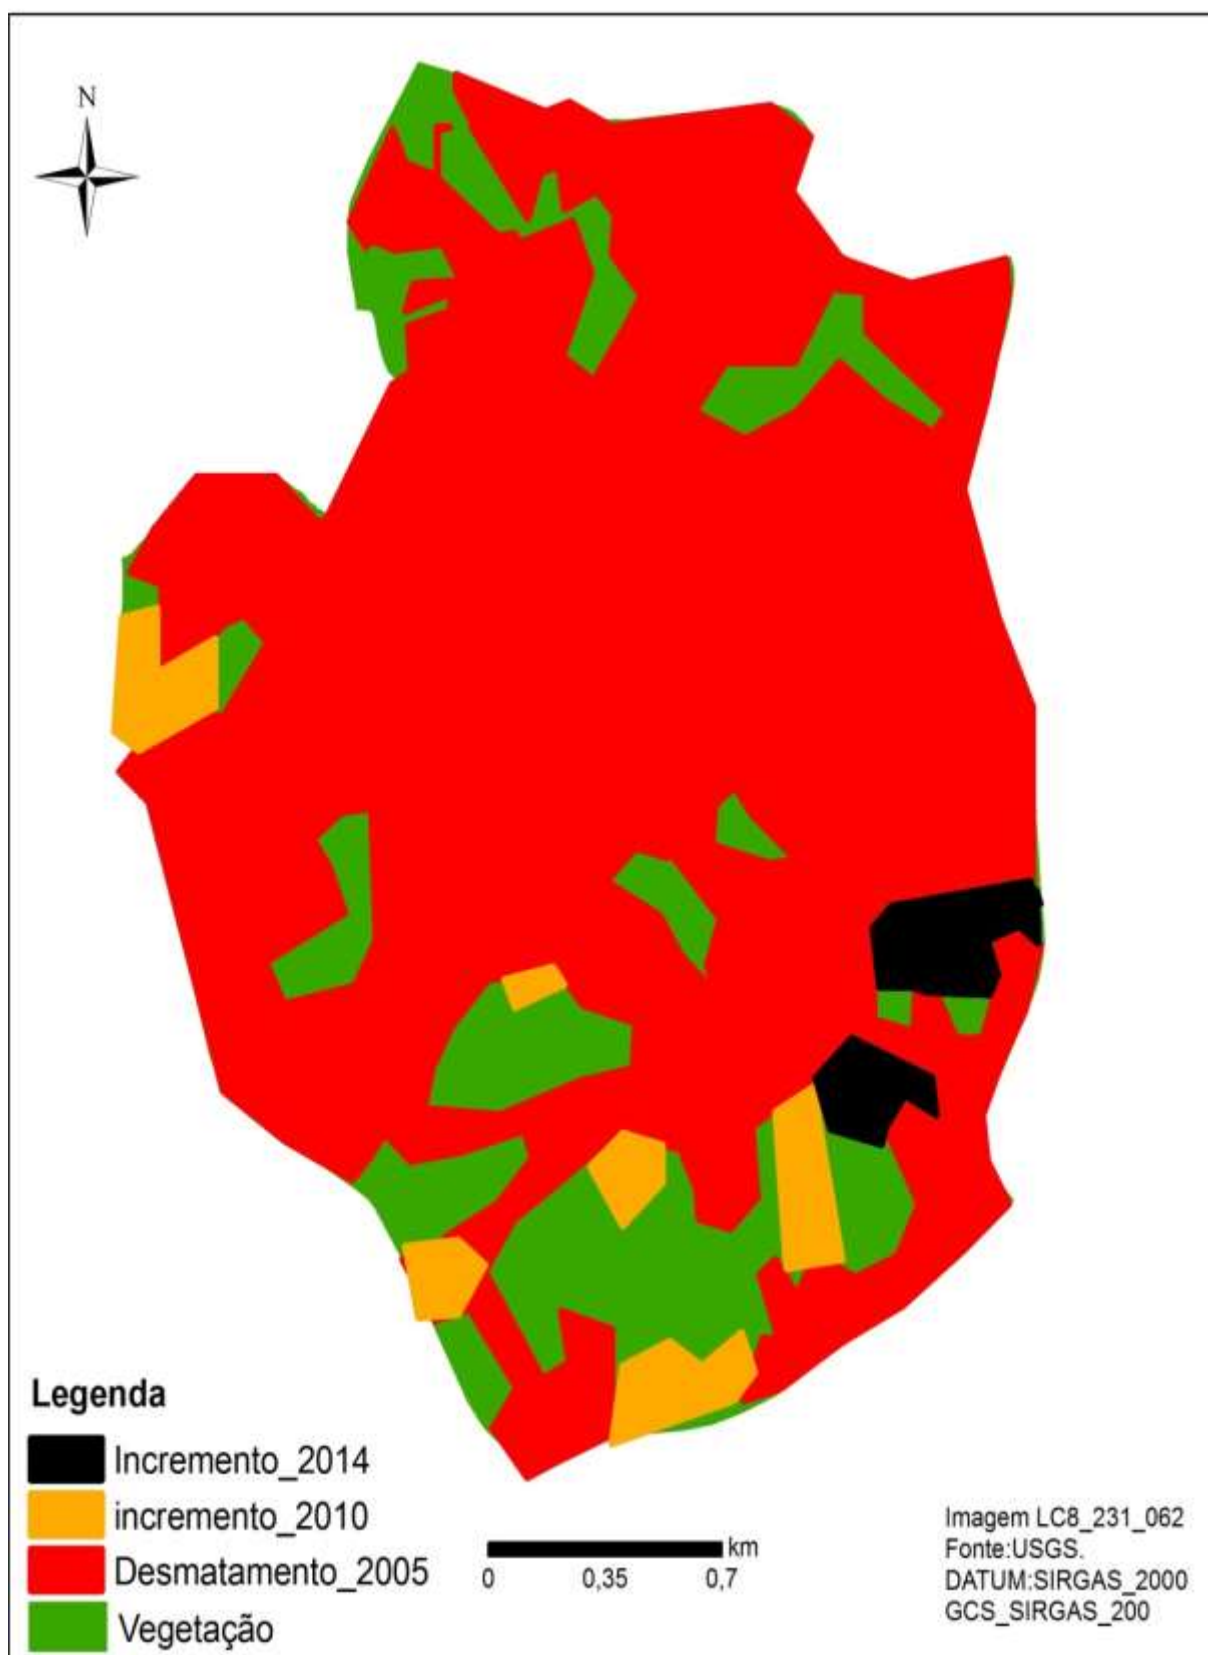 N
Legenda
Incremento_2014
incremento_2010
Desmatamento_2005
Vegetação
km
0 0,35 0,7
Imagem LC8_231_062
Fonte:USGS.
DATUM:SIRGAS_2000
GCS_SIRGAS_200